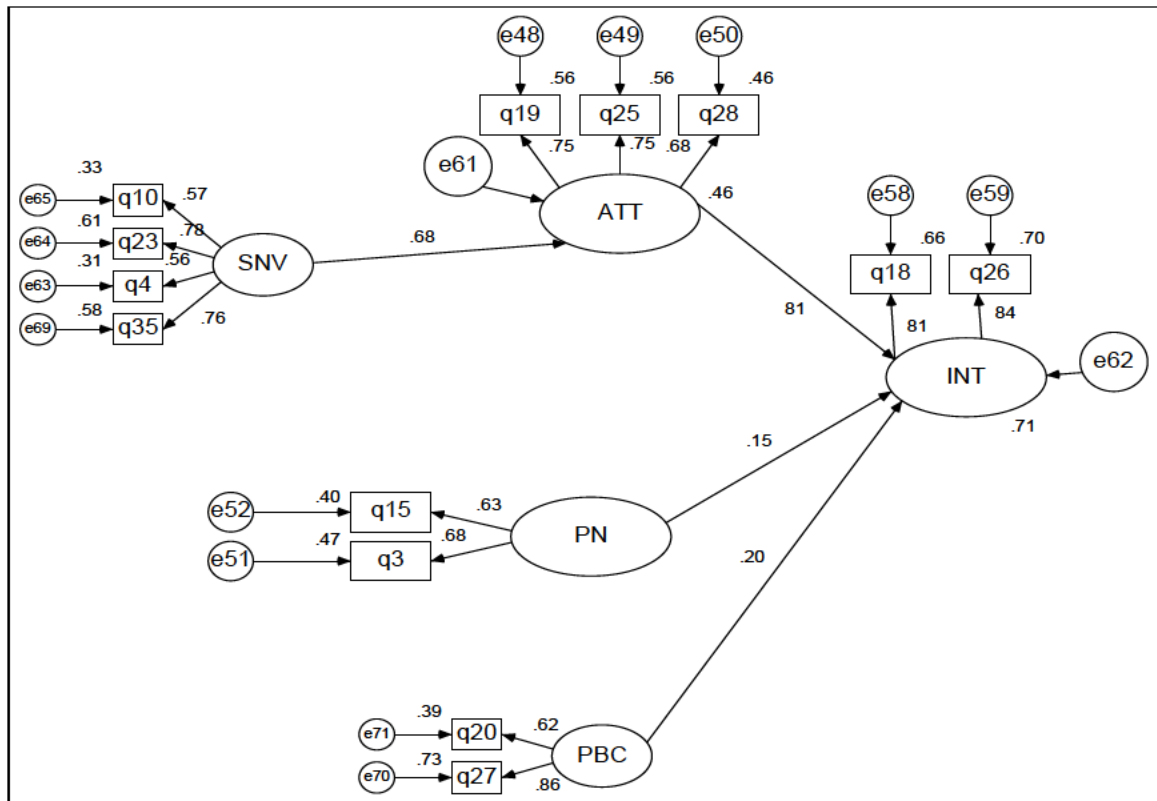 e48 e49 e50
.56 .56 .46
q19 q25 q28
.75 .75 .68
e61
ATT
.46
.33
e65 q10 .57
.61
e64 q23 .78
.31
e63 q4 .56
.58
e69 q35 .76
SNV
.68
e58 e59
.66 .70
q18 q26
81 84
81
INT
e62
.71
.15
.40
e52 q15 .63
.47
e51 q3 .68
PN
.20
.39
e71 q20 .62
.73
e70 q27 .86
PBC